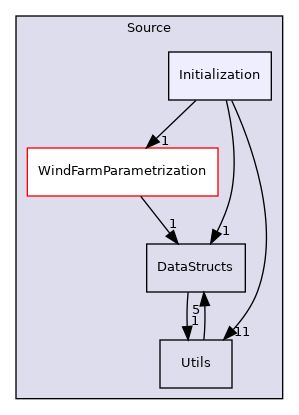 Source
Initialization
1
WindFarmParametrization
1
1
DataStructs
5
1
11
Utils